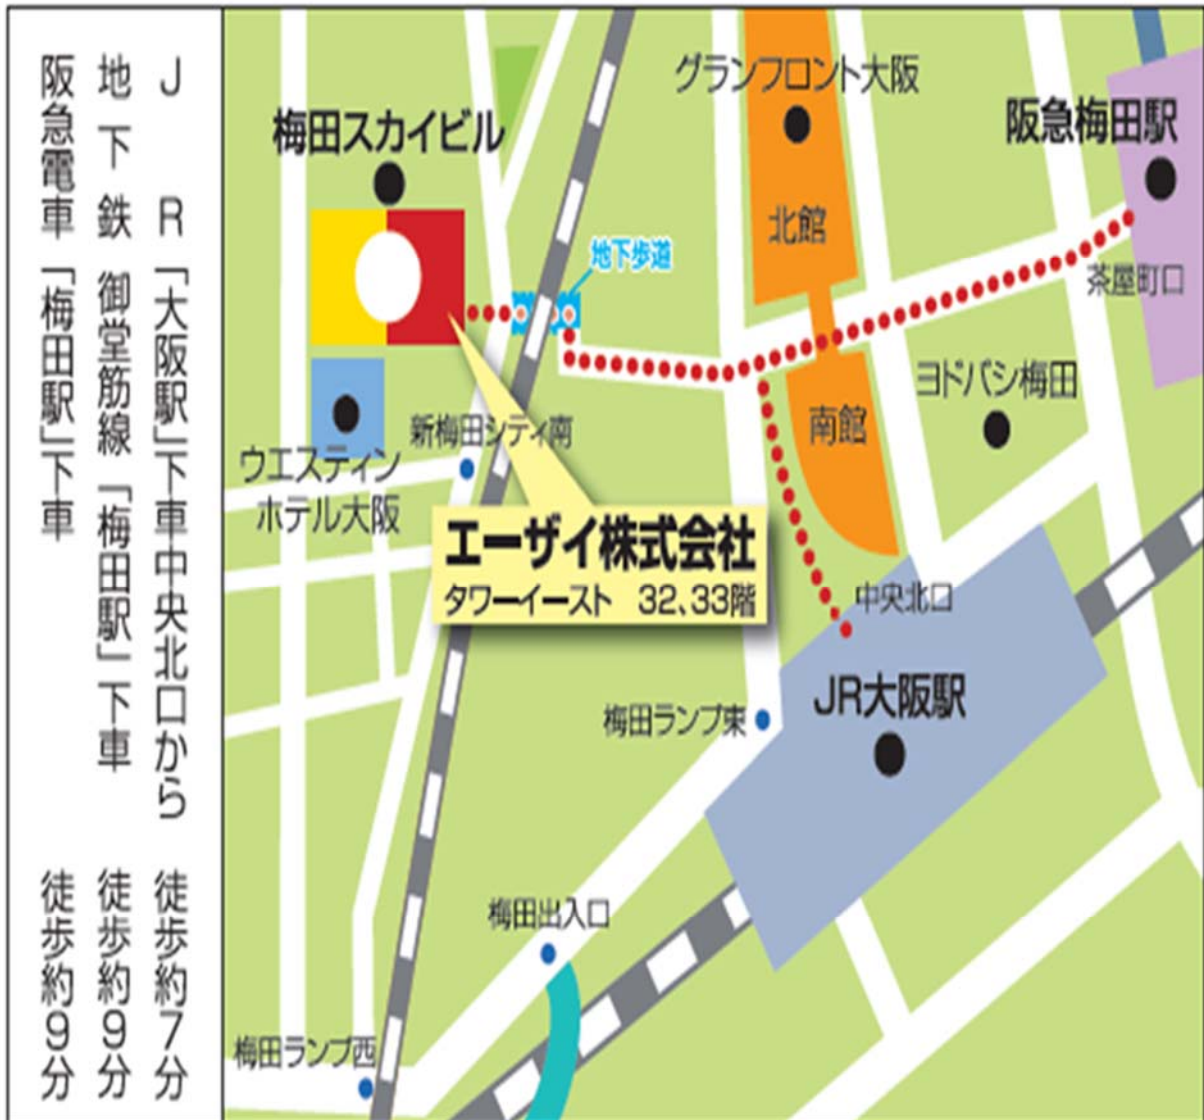 JR「大阪駅」下車中央北口から 徒歩約7分
地下鉄 御堂筋線「梅田駅」下車 徒歩約9分
阪急電車「梅田駅」下車 徒歩約9分
グランフロント大阪
阪急梅田駅
梅田スカイビル
北館
地下歩道
茶屋町口
ヨドバシ梅田
南館
新梅田シティ南
ウエスティン
ホテル大阪
エーザイ株式会社
タワーイースト 32、33階
中央北口
JR大阪駅
梅田ランプ東
梅田出入口
梅田ランプ西